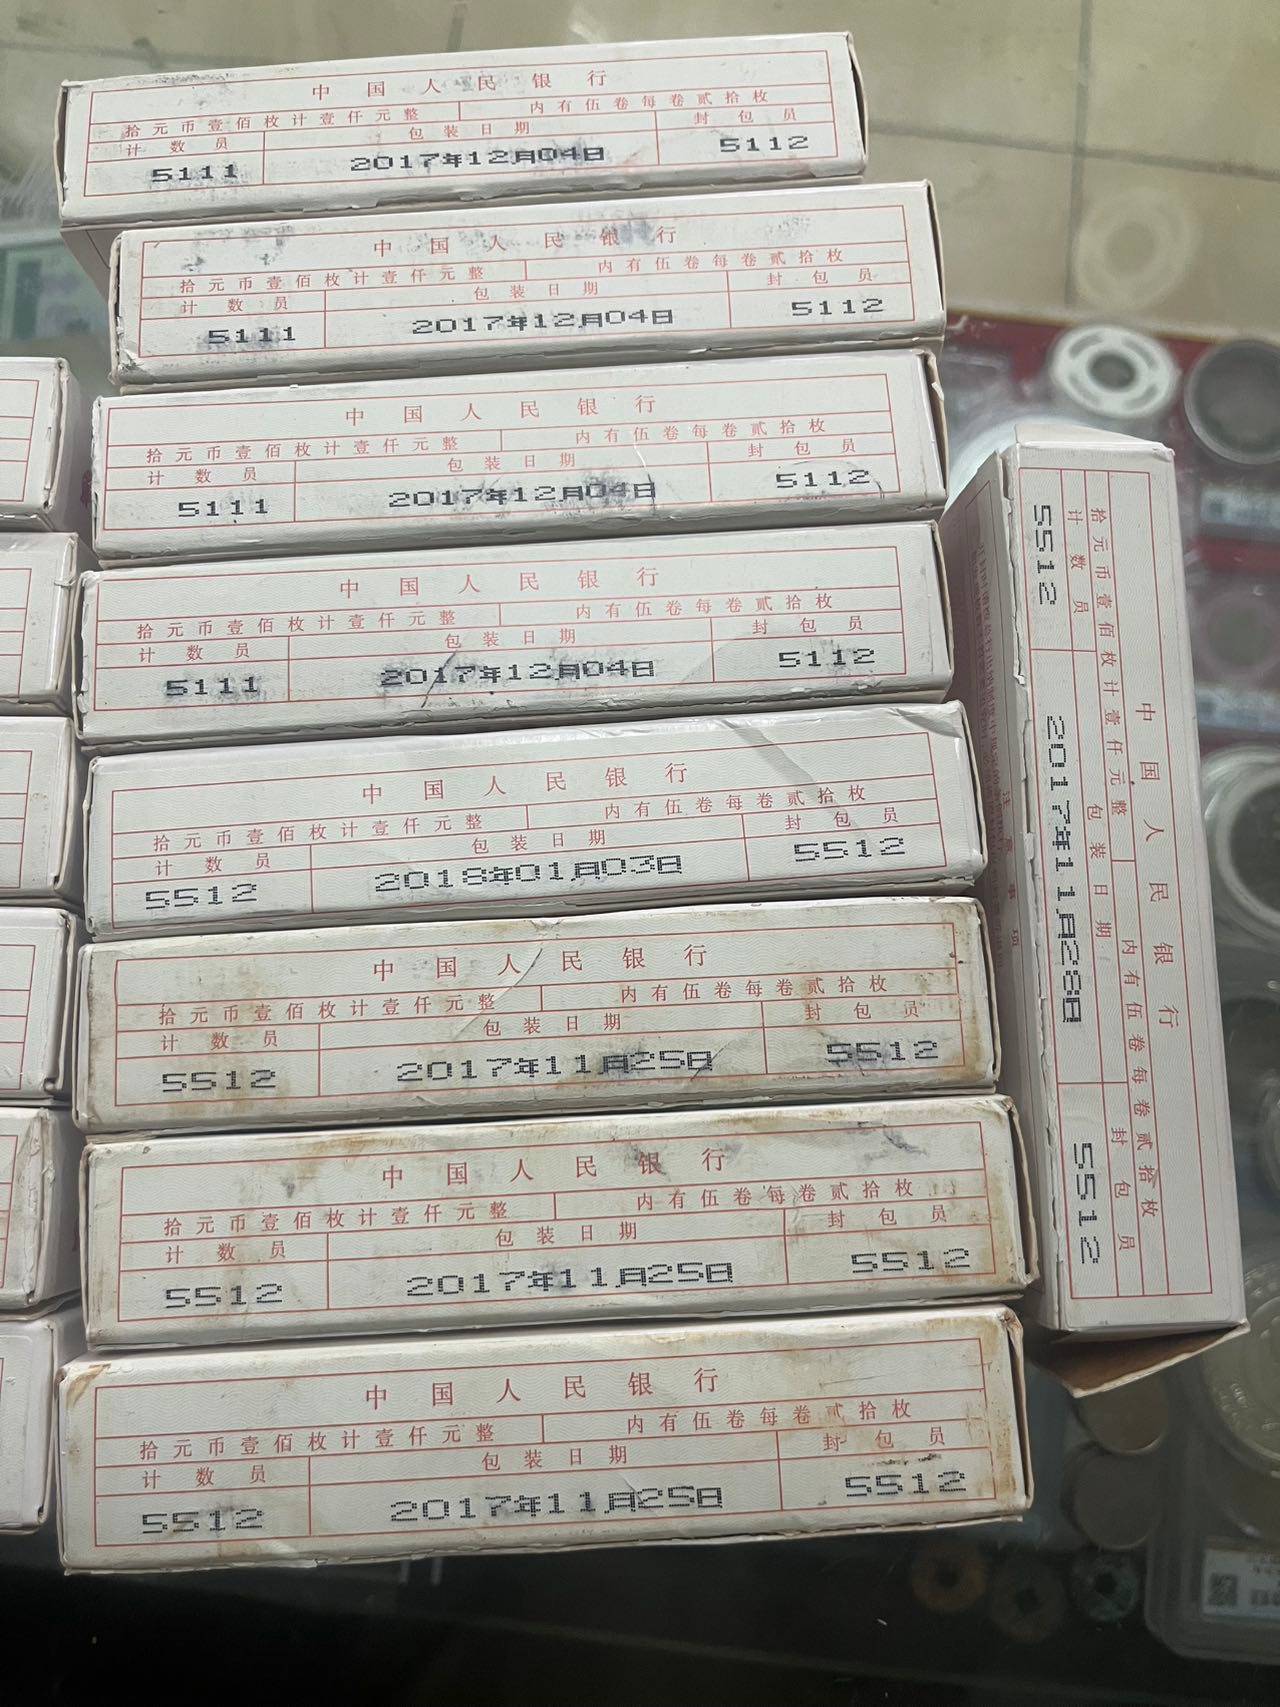 中国人民银行
拾元币壹佰枚计壹仟元整 内有伍卷每卷贰拾枚
计数员 包装日期 封包员
5111 2017年12月04日 5112
中国人民银行
拾元币壹佰枚计壹仟元整 内有伍卷每卷贰拾枚
计数员 包装日期 封包员
5111 2017年12月04日 5112
中国人民银行
拾元币壹佰枚计壹仟元整 内有伍卷每卷贰拾枚
计数员 包装日期 封包员
5111 2017年12月04日 5112
中国人民银行
拾元币壹佰枚计壹仟元整 内有伍卷每卷贰拾枚
计数员 包装日期 封包员
5111 2017年12月04日 5112
中国人民银行
拾元币壹佰枚计壹仟元整 内有伍卷每卷贰拾枚
计数员 包装日期 封包员
5512 2018年01月03日 5512
中国人民银行
拾元币壹佰枚计壹仟元整 内有伍卷每卷贰拾枚
计数员 包装日期 封包员
5512 2017年11月25日 5512
中国人民银行
拾元币壹佰枚计壹仟元整 内有伍卷每卷贰拾枚
计数员 包装日期 封包员
5512 2017年11月25日 5512
中国人民银行
拾元币壹佰枚计壹仟元整 内有伍卷每卷贰拾枚
计数员 包装日期 封包员
5512 2017年11月25日 5512
中国人民银行
拾元币壹佰枚计壹仟元整 内有伍卷每卷贰拾枚
计数员 包装日期 封包员
5512 2017年11月28日 5512
注意事项